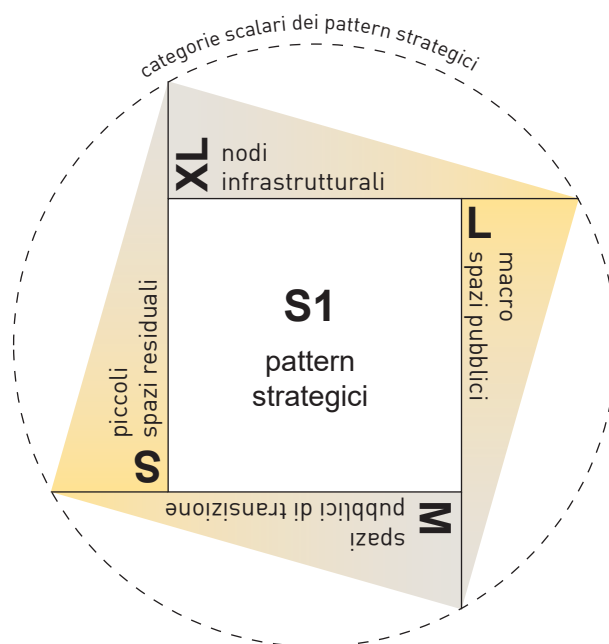 categorie scalari dei pattern strategici
XL
nodi
infrastrutturali
L
macro
spazi pubblici
S1
pattern
strategici
M
spazi
pubblici di transizione
S
piccoli
spazi residuali